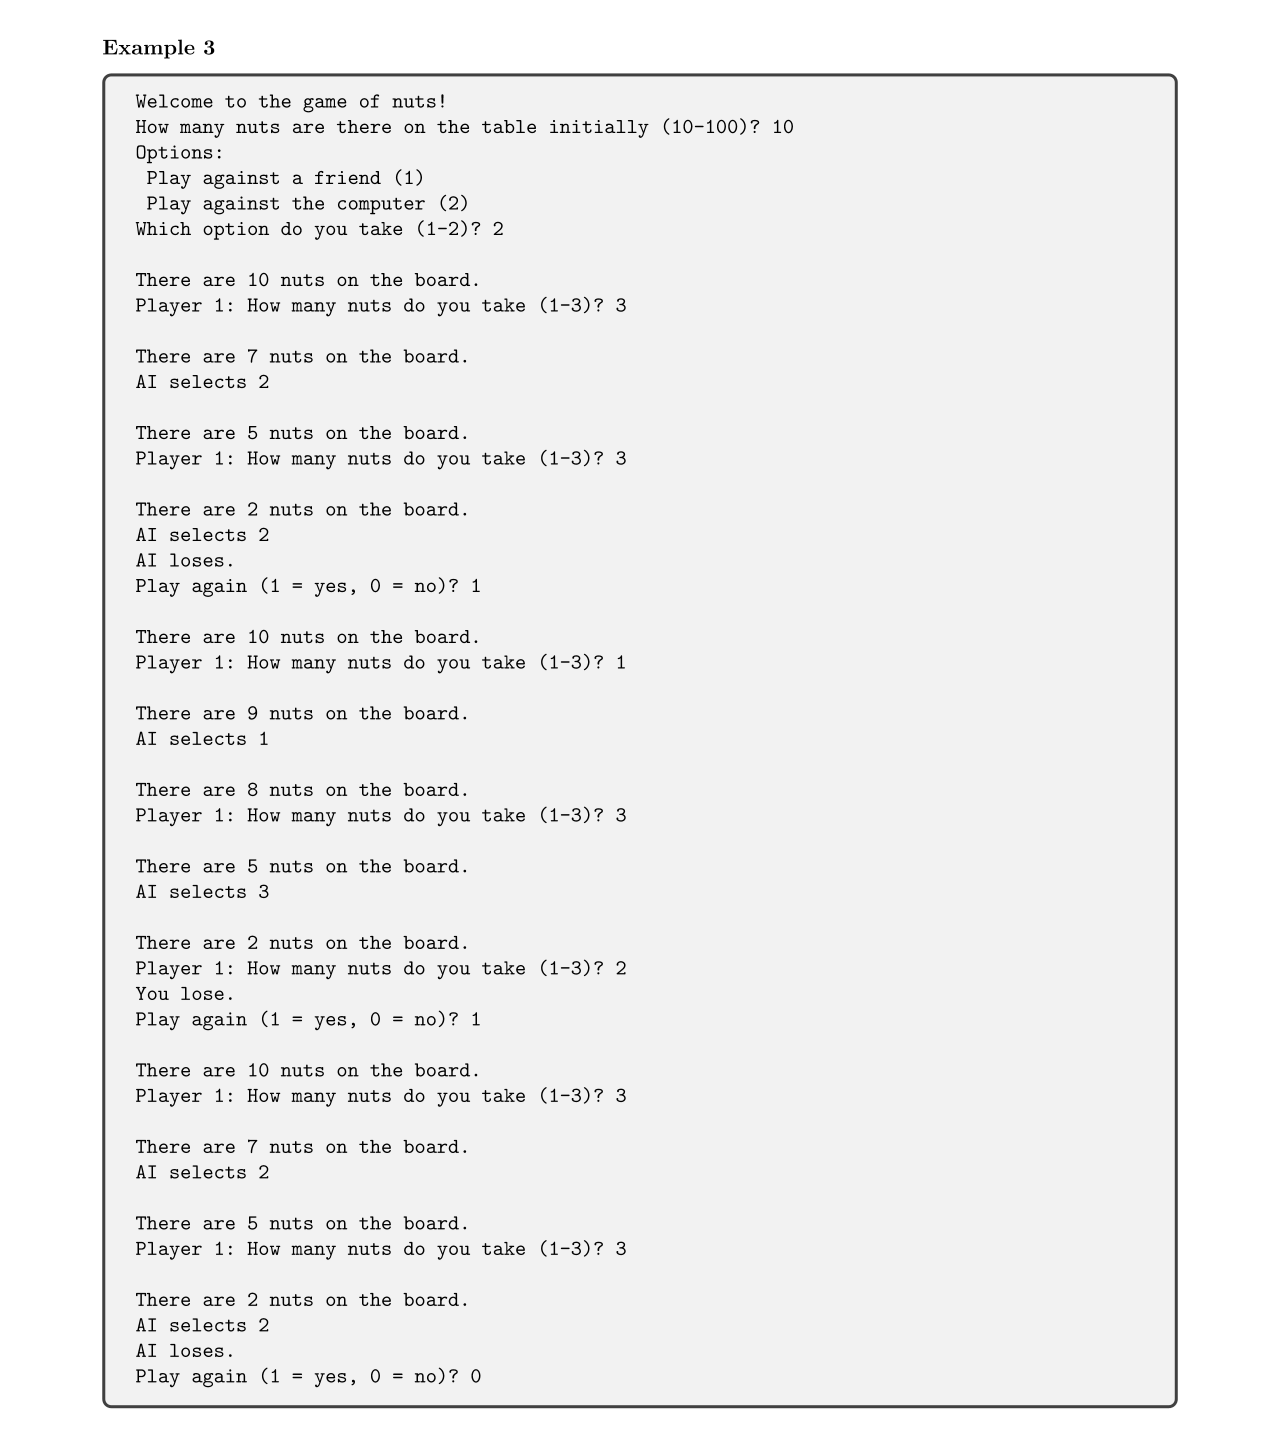 Example 3
Welcome to the game of nuts!
How many nuts are there on the table initially (10-100)? 10
Options:
 Play against a friend (1)
 Play against the computer (2)
Which option do you take (1-2)? 2

There are 10 nuts on the board.
Player 1: How many nuts do you take (1-3)? 3

There are 7 nuts on the board.
AI selects 2

There are 5 nuts on the board.
Player 1: How many nuts do you take (1-3)? 3

There are 2 nuts on the board.
AI selects 2
AI loses.
Play again (1 = yes, 0 = no)? 1

There are 10 nuts on the board.
Player 1: How many nuts do you take (1-3)? 1

There are 9 nuts on the board.
AI selects 1

There are 8 nuts on the board.
Player 1: How many nuts do you take (1-3)? 3

There are 5 nuts on the board.
AI selects 3

There are 2 nuts on the board.
Player 1: How many nuts do you take (1-3)? 2
You lose.
Play again (1 = yes, 0 = no)? 1

There are 10 nuts on the board.
Player 1: How many nuts do you take (1-3)? 3

There are 7 nuts on the board.
AI selects 2

There are 5 nuts on the board.
Player 1: How many nuts do you take (1-3)? 3

There are 2 nuts on the board.
AI selects 2
AI loses.
Play again (1 = yes, 0 = no)? 0